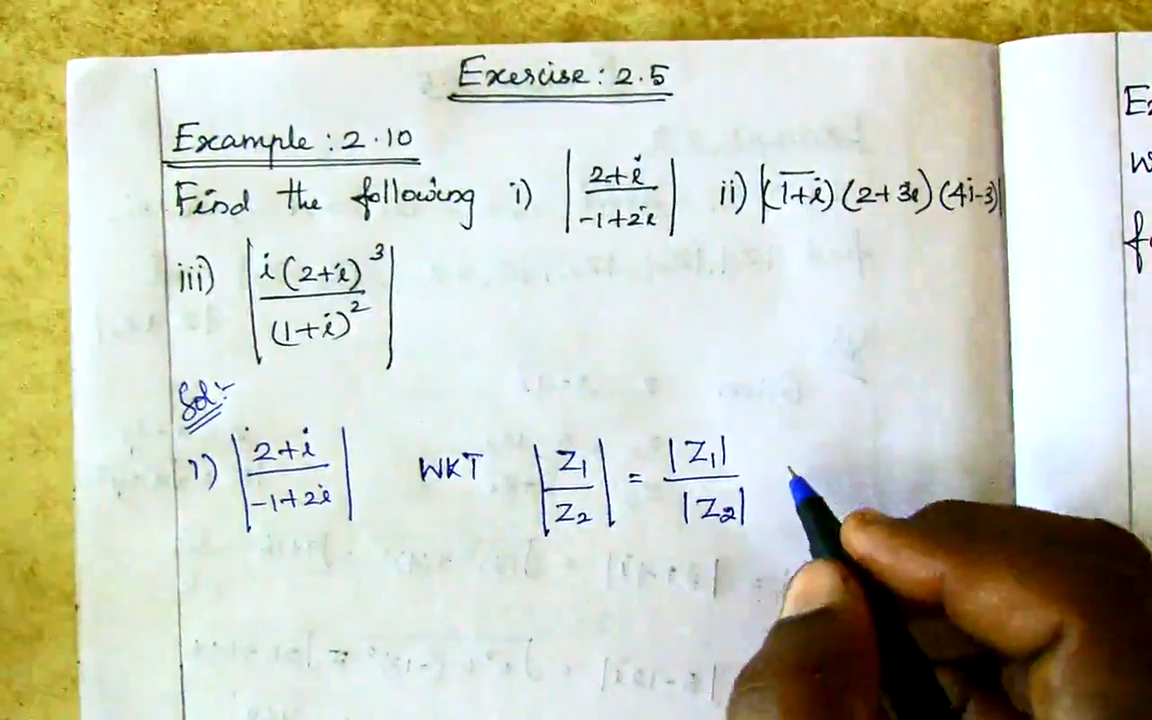 Exercise: 2.5
Example: 2.10
Find the following i) |2+i / -1+2i| ii) |(1̅+̅i̅)(2+3i)(4i-3)|
iii) |i(2+i)³ / (1+i)²|
Sol:-
i) |2+i / -1+2i| WKT |Z₁ / Z₂| = |Z₁| / |Z₂|